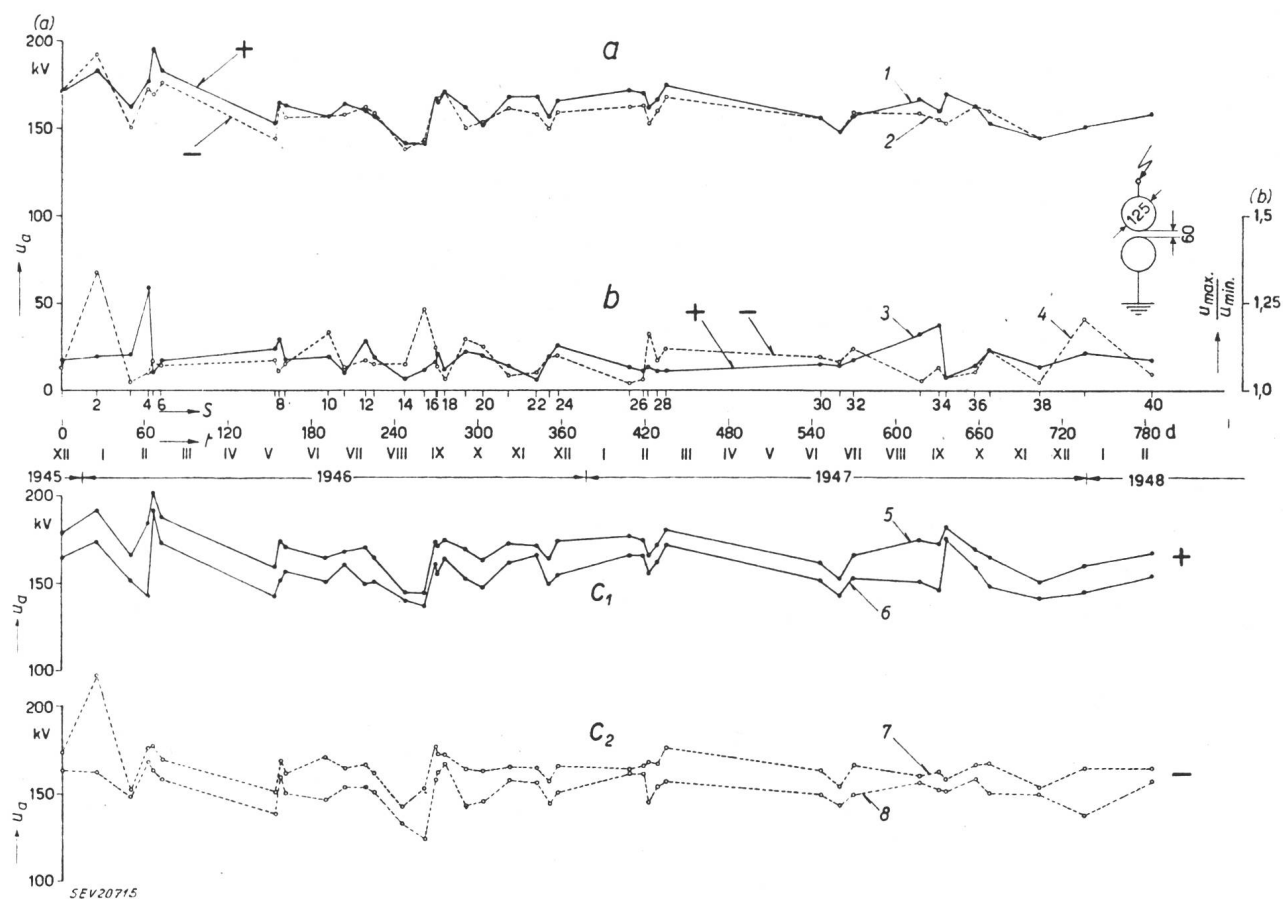 (a)
200
kV
150
100
50
0
u_a
+
−
a
1
2
125
60
(b)
1,5
1,25
1,0
u_max.
u_min.
b
+
−
3
4
2 4 6 8 10 12 14 16 18 20 22 24 26 28 30 32 34 36 38 40
s
0 60 120 180 240 300 360 420 480 540 600 660 720 780 d
t
XII I II III IV V VI VII VIII IX X XI XII I II III IV V VI VII VIII IX X XI XII I II
1945 1946 1947 1948
200
kV
150
100
u_a
C₁
5
6
+
200
kV
150
100
u_a
C₂
7
8
−
SEV20715